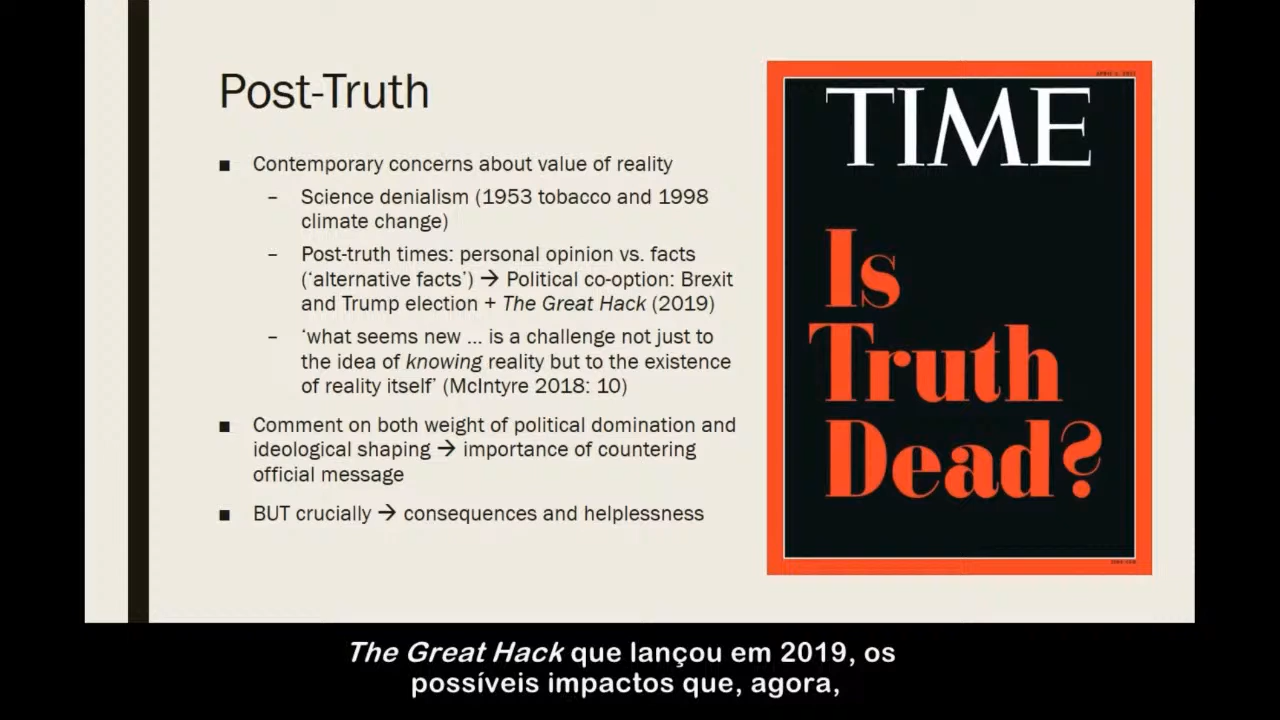 Post-Truth
■ Contemporary concerns about value of reality
– Science denialism (1953 tobacco and 1998
climate change)
– Post-truth times: personal opinion vs. facts
(‘alternative facts’) → Political co-option: Brexit
and Trump election + The Great Hack (2019)
– ‘what seems new ... is a challenge not just to
the idea of knowing reality but to the existence
of reality itself’ (McIntyre 2018: 10)
■ Comment on both weight of political domination and
ideological shaping → importance of countering
official message
■ BUT crucially → consequences and helplessness
TIME
Is
Truth
Dead?
The Great Hack que lançou em 2019, os
possíveis impactos que, agora,